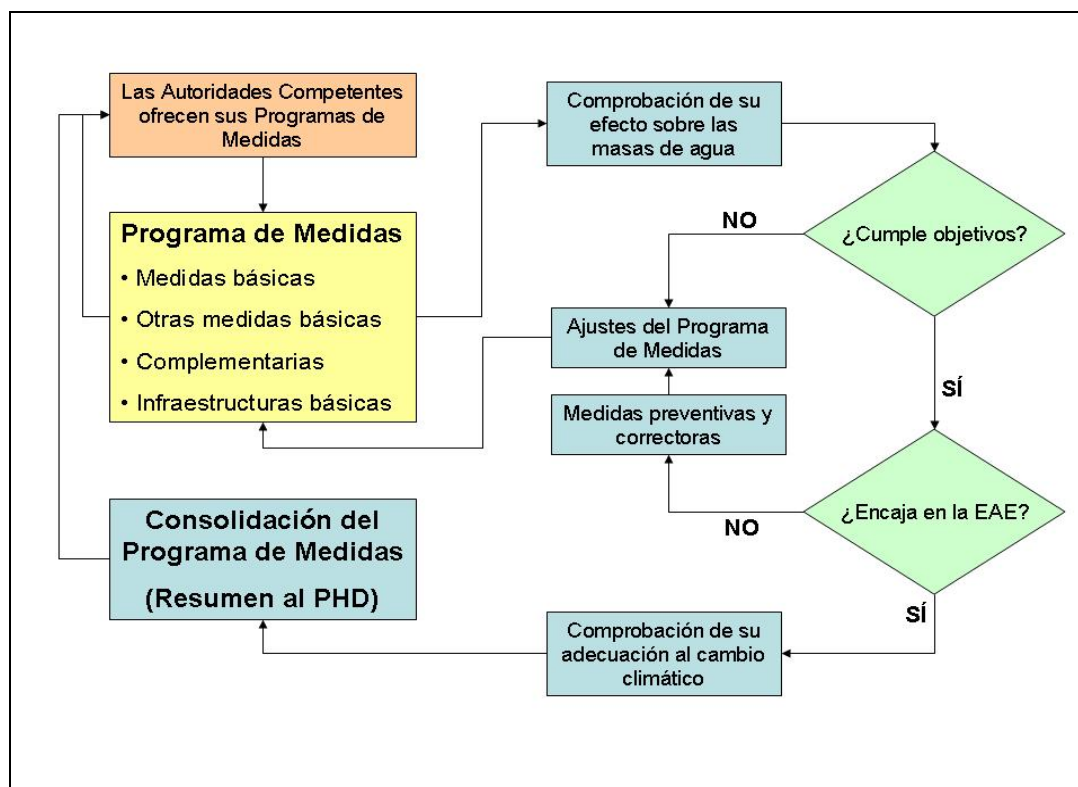 Las Autoridades Competentes
ofrecen sus Programas de
Medidas
Comprobación de su
efecto sobre las
masas de agua
Programa de Medidas
• Medidas básicas
• Otras medidas básicas
• Complementarias
• Infraestructuras básicas
NO
¿Cumple objetivos?
Ajustes del Programa
de Medidas
SÍ
Medidas preventivas y
correctoras
NO
¿Encaja en la EAE?
Consolidación del
Programa de Medidas
(Resumen al PHD)
SÍ
Comprobación de su
adecuación al cambio
climático